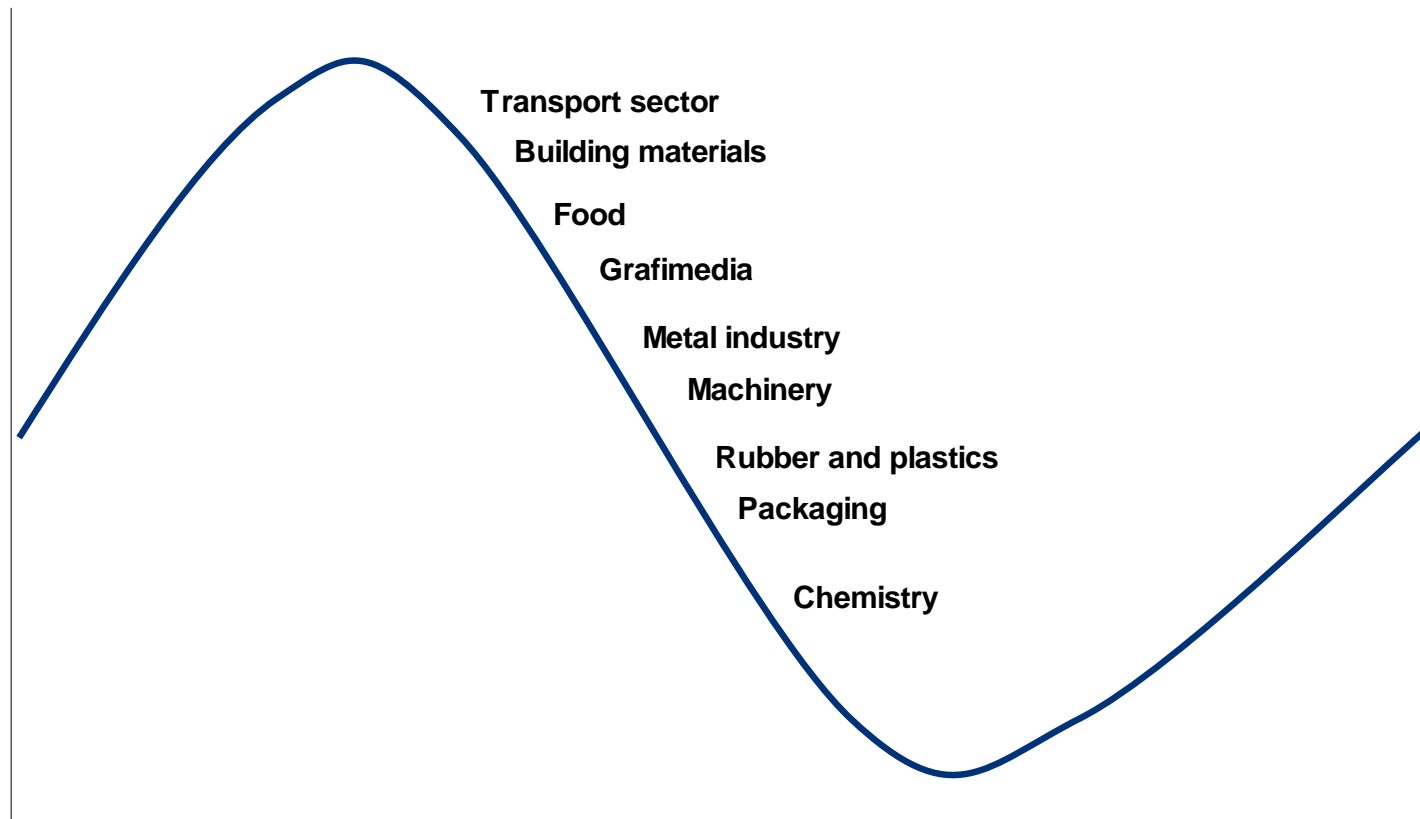 Transport sector
Building materials
Food
Grafimedia
Metal industry
Machinery
Rubber and plastics
Packaging
Chemistry